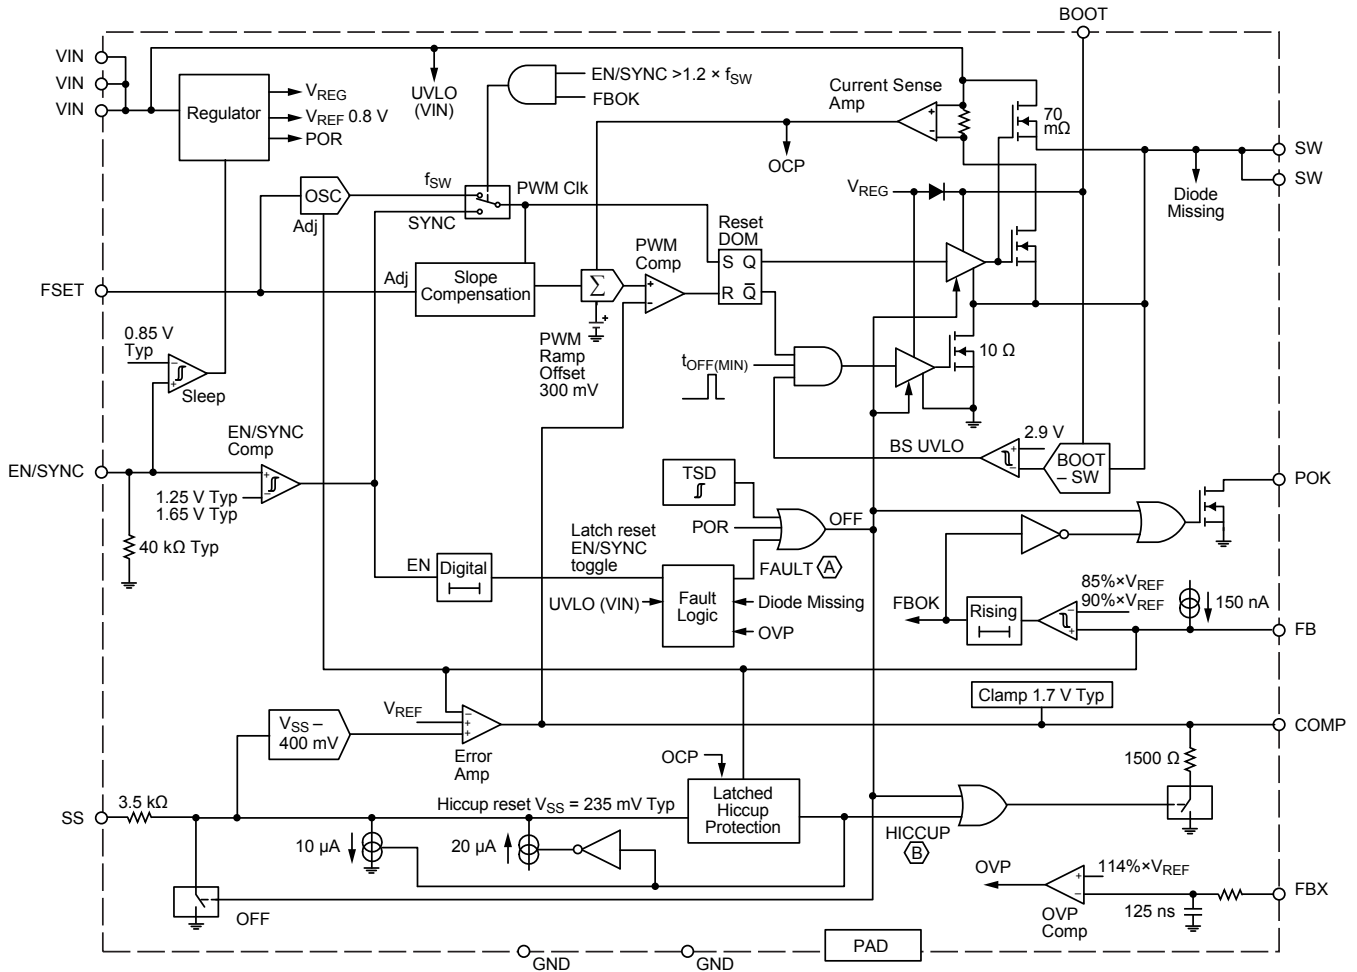 BOOT
VIN
VIN
VIN
Regulator
VREG
VREF 0.8 V
POR
UVLO
(VIN)
EN/SYNC >1.2 × fSW
FBOK
Current Sense
Amp
+
−
OCP
70
mΩ
SW
SW
Diode
Missing
OSC
Adj
fSW
SYNC
PWM Clk
VREG
Reset
DOM
S Q
R Q̅
PWM
Comp
+
−
FSET
Adj
Slope
Compensation
Σ
+
PWM
Ramp
Offset
300 mV
0.85 V
Typ
−
+
Sleep
tOFF(MIN)
10 Ω
EN/SYNC
EN/SYNC
Comp
+
−
1.25 V Typ
1.65 V Typ
40 kΩ Typ
BS UVLO
2.9 V
+
−
BOOT
– SW
POK
TSD
POR
OFF
FAULT A
Latch reset
EN/SYNC
toggle
EN
Digital
UVLO (VIN)
Fault
Logic
Diode Missing
OVP
FBOK
Rising
85%×VREF
90%×VREF
−
+
150 nA
FB
Clamp 1.7 V Typ
COMP
VREF
VSS –
400 mV
−
+
+
Error
Amp
1500 Ω
OCP
Latched
Hiccup
Protection
Hiccup reset VSS = 235 mV Typ
SS
3.5 kΩ
10 µA
20 µA
HICCUP
B
OFF
OVP
+
−
114%×VREF
OVP
Comp
125 ns
FBX
PAD
GND
GND